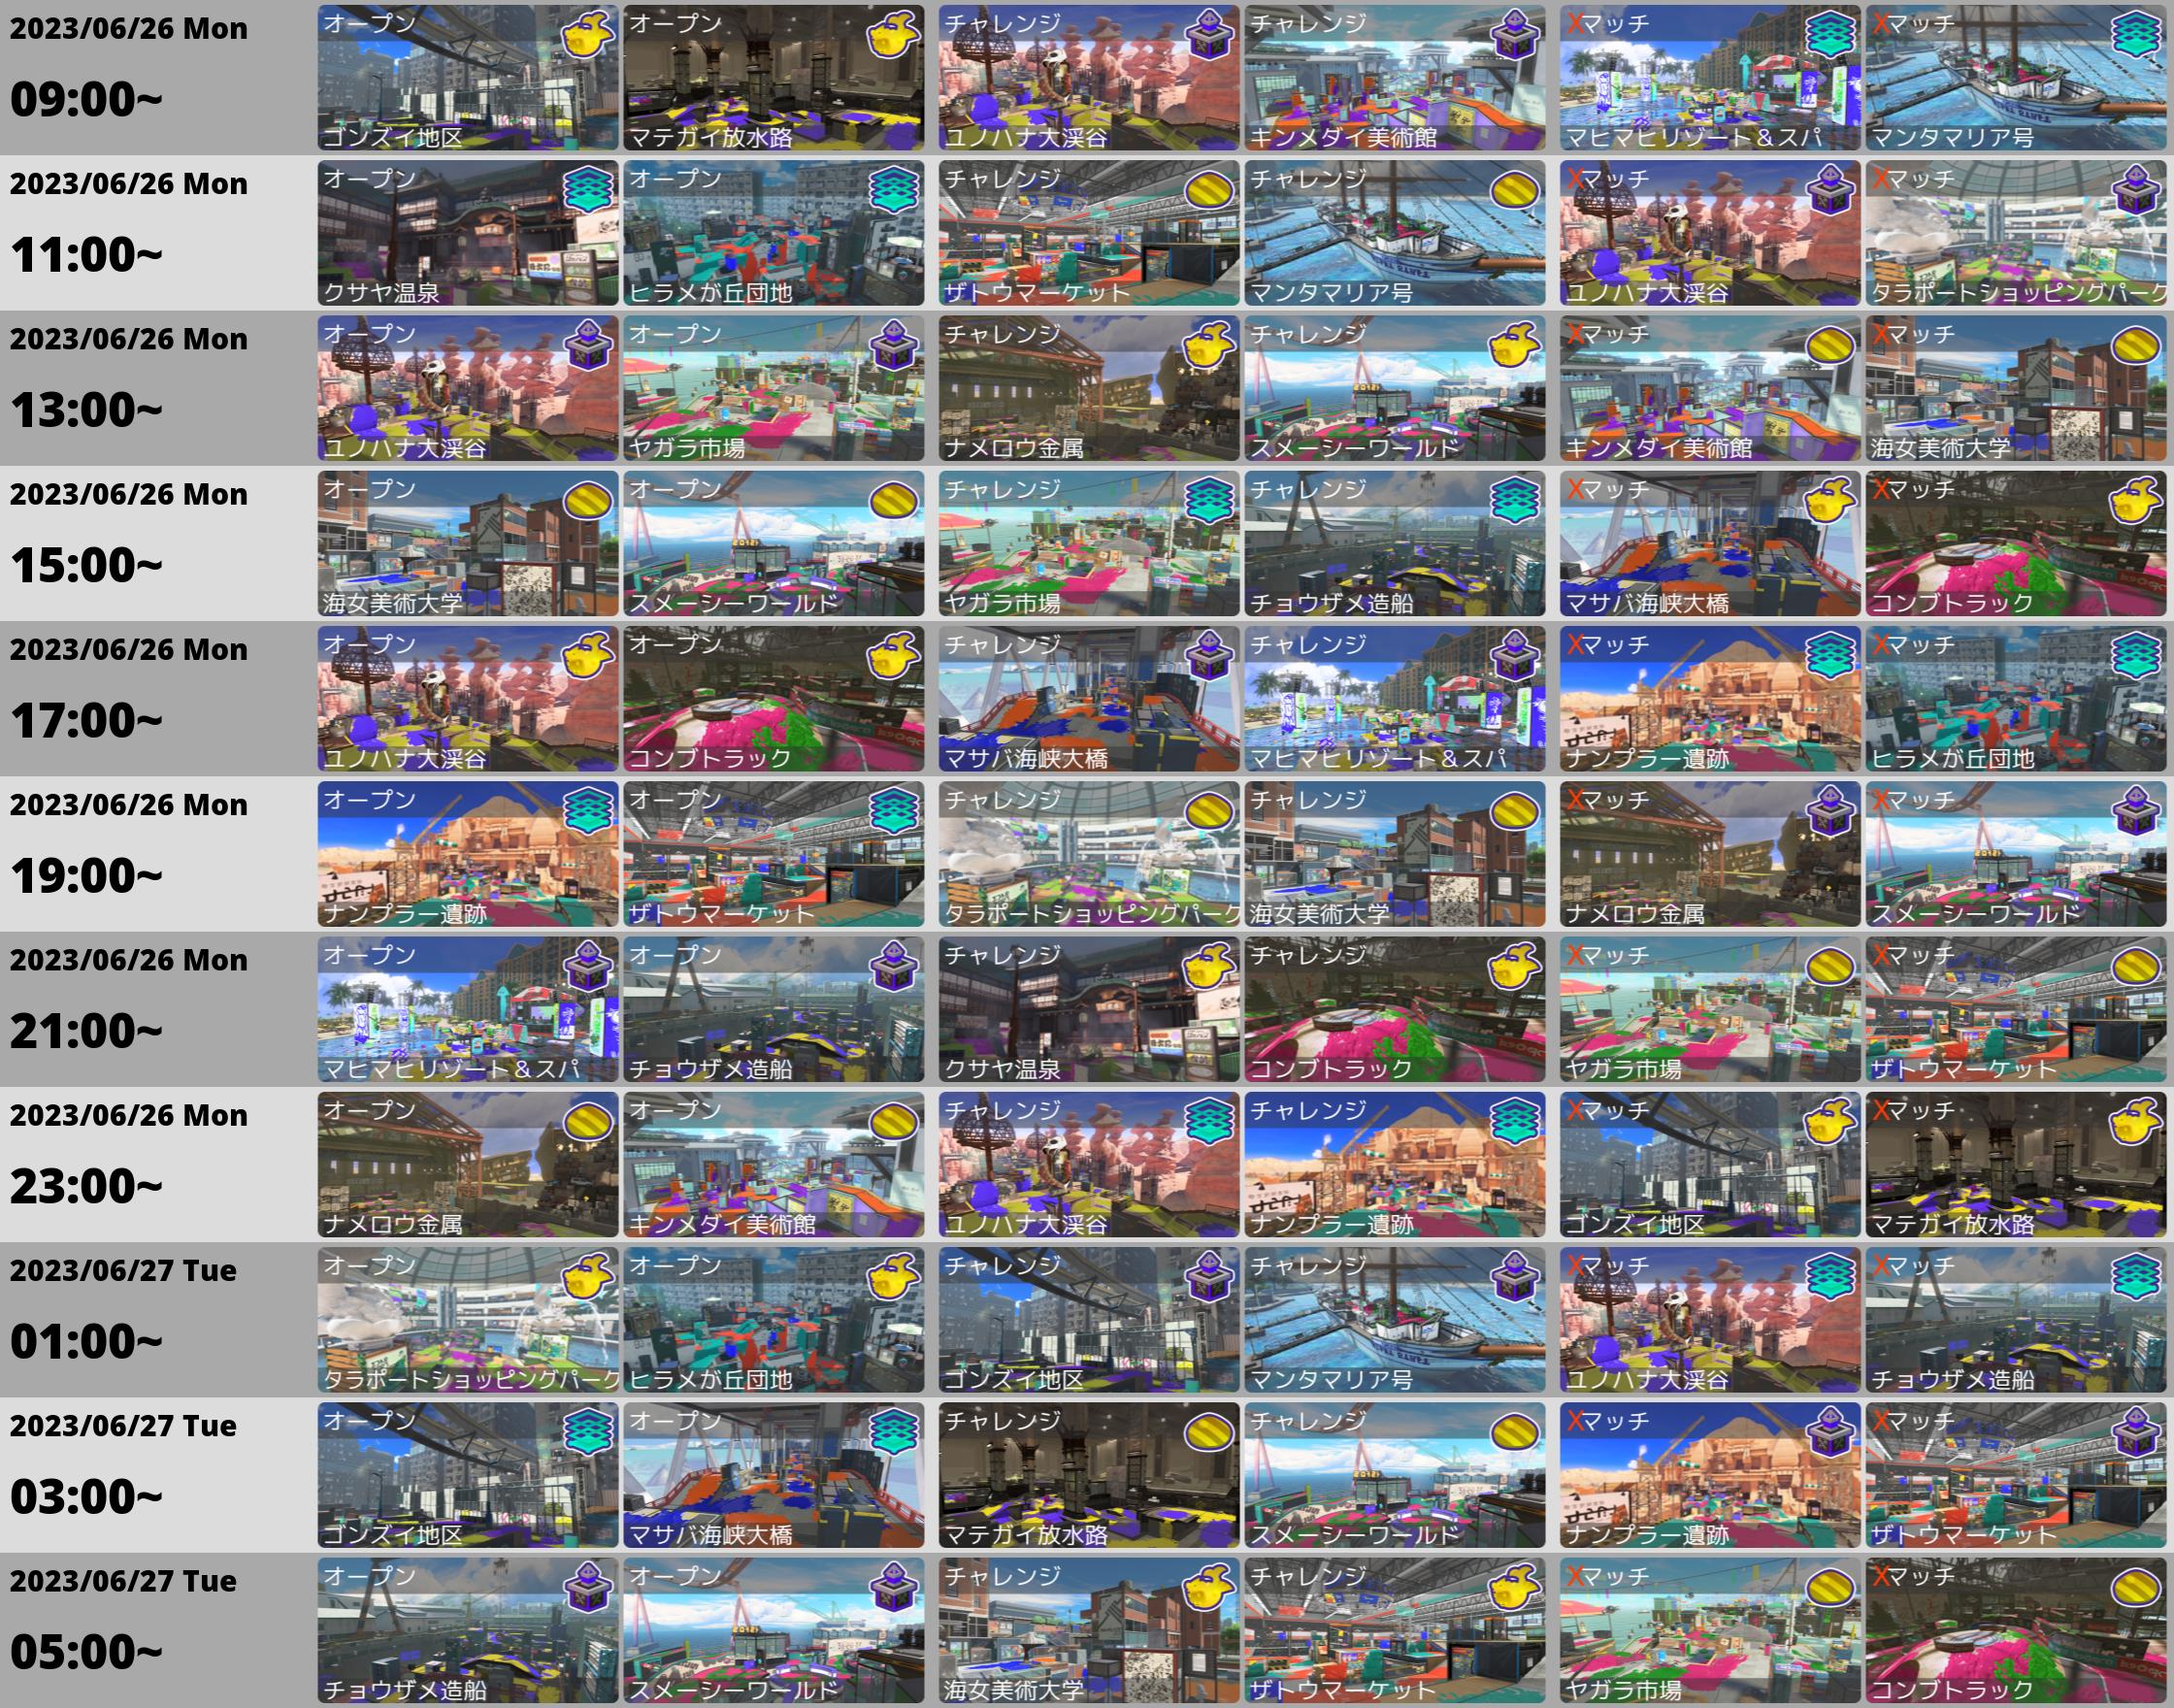 2023/06/26 Mon
09:00~
オープン オープン チャレンジ チャレンジ Xマッチ Xマッチ
ゴンズイ地区 マテガイ放水路 ユノハナ大渓谷 キンメダイ美術館 マヒマヒリゾート&スパ マンタマリア号
2023/06/26 Mon
11:00~
オープン オープン チャレンジ チャレンジ Xマッチ Xマッチ
クサヤ温泉 ヒラメが丘団地 ザトウマーケット マンタマリア号 ユノハナ大渓谷 タラポートショッピングパーク
2023/06/26 Mon
13:00~
オープン オープン チャレンジ チャレンジ Xマッチ Xマッチ
ユノハナ大渓谷 ヤガラ市場 ナメロウ金属 スメーシーワールド キンメダイ美術館 海女美術大学
2023/06/26 Mon
15:00~
オープン オープン チャレンジ チャレンジ Xマッチ Xマッチ
海女美術大学 スメーシーワールド ヤガラ市場 チョウザメ造船 マサバ海峡大橋 コンブトラック
2023/06/26 Mon
17:00~
オープン オープン チャレンジ チャレンジ Xマッチ Xマッチ
ユノハナ大渓谷 コンブトラック マサバ海峡大橋 マヒマヒリゾート&スパ ナンプラー遺跡 ヒラメが丘団地
2023/06/26 Mon
19:00~
オープン オープン チャレンジ チャレンジ Xマッチ Xマッチ
ナンプラー遺跡 ザトウマーケット タラポートショッピングパーク 海女美術大学 ナメロウ金属 スメーシーワールド
2023/06/26 Mon
21:00~
オープン オープン チャレンジ チャレンジ Xマッチ Xマッチ
マヒマヒリゾート&スパ チョウザメ造船 クサヤ温泉 コンブトラック ヤガラ市場 ザトウマーケット
2023/06/26 Mon
23:00~
オープン オープン チャレンジ チャレンジ Xマッチ Xマッチ
ナメロウ金属 キンメダイ美術館 ユノハナ大渓谷 ナンプラー遺跡 ゴンズイ地区 マテガイ放水路
2023/06/27 Tue
01:00~
オープン オープン チャレンジ チャレンジ Xマッチ Xマッチ
タラポートショッピングパーク ヒラメが丘団地 ゴンズイ地区 マンタマリア号 ユノハナ大渓谷 チョウザメ造船
2023/06/27 Tue
03:00~
オープン オープン チャレンジ チャレンジ Xマッチ Xマッチ
ゴンズイ地区 マサバ海峡大橋 マテガイ放水路 スメーシーワールド ナンプラー遺跡 ザトウマーケット
2023/06/27 Tue
05:00~
オープン オープン チャレンジ チャレンジ Xマッチ Xマッチ
チョウザメ造船 スメーシーワールド 海女美術大学 ザトウマーケット ヤガラ市場 コンブトラック